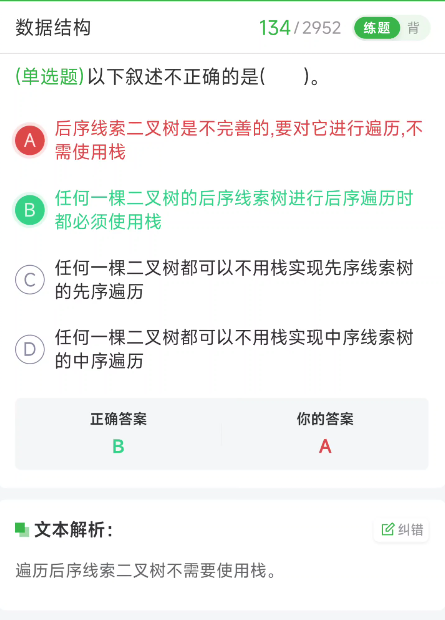 数据结构 134/2952 练题 背
(单选题)以下叙述不正确的是(  )。
A 后序线索二叉树是不完善的,要对它进行遍历,不
需使用栈
B 任何一棵二叉树的后序线索树进行后序遍历时
都必须使用栈
C 任何一棵二叉树都可以不用栈实现先序线索树
的先序遍历
D 任何一棵二叉树都可以不用栈实现中序线索树
的中序遍历
正确答案 你的答案
B A
文本解析： 纠错
遍历后序线索二叉树不需要使用栈。